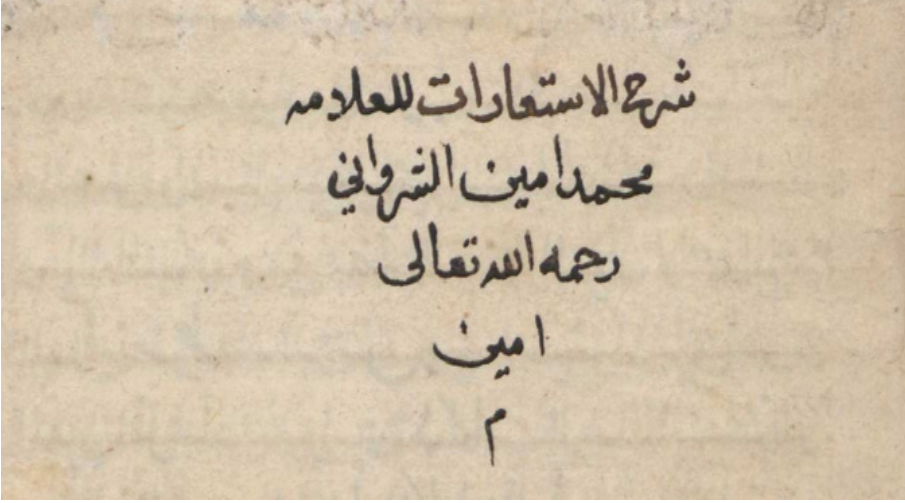 شرح الاستعارات للعلامه
محمد امين الشرواني
رحمه الله تعالى
امين
م